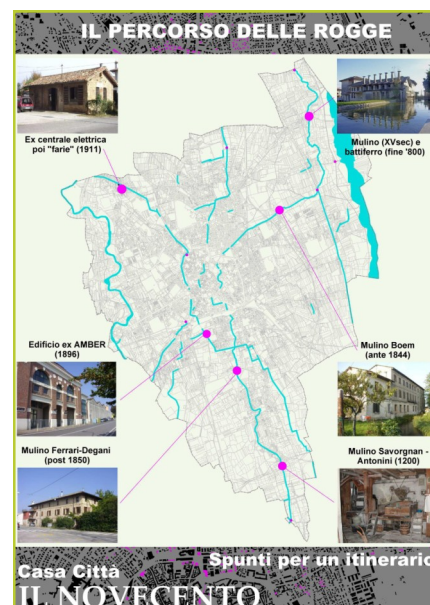 IL PERCORSO DELLE ROGGE
Ex centrale elettrica
poi "farie" (1911)
Mulino (XVsec) e
battiferro (fine '800)
Edificio ex AMBER
(1896)
Mulino Boem
(ante 1844)
Mulino Ferrari-Degani
(post 1850)
Mulino Savorgnan -
Antonini (1200)
Spunti per un itinerario
Casa Città
IL NOVECENTO